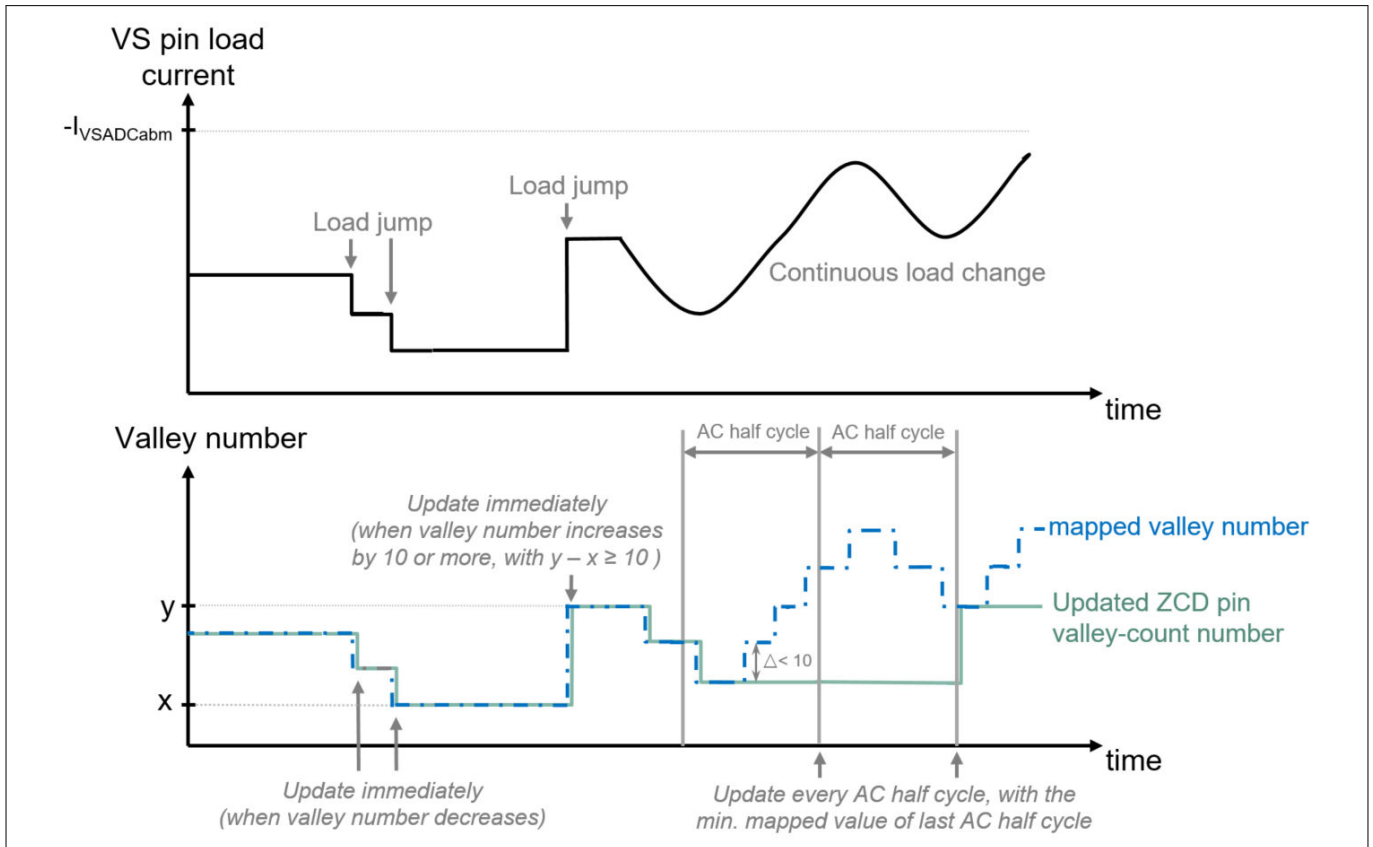 VS pin load
current
-I_VSADCabm
Load jump
Load jump
Continuous load change
time
Valley number
AC half cycle
AC half cycle
Update immediately
(when valley number increases
by 10 or more, with y – x ≥ 10 )
mapped valley number
y
Updated ZCD pin
valley-count number
△< 10
x
time
Update immediately
(when valley number decreases)
Update every AC half cycle, with the
min. mapped value of last AC half cycle